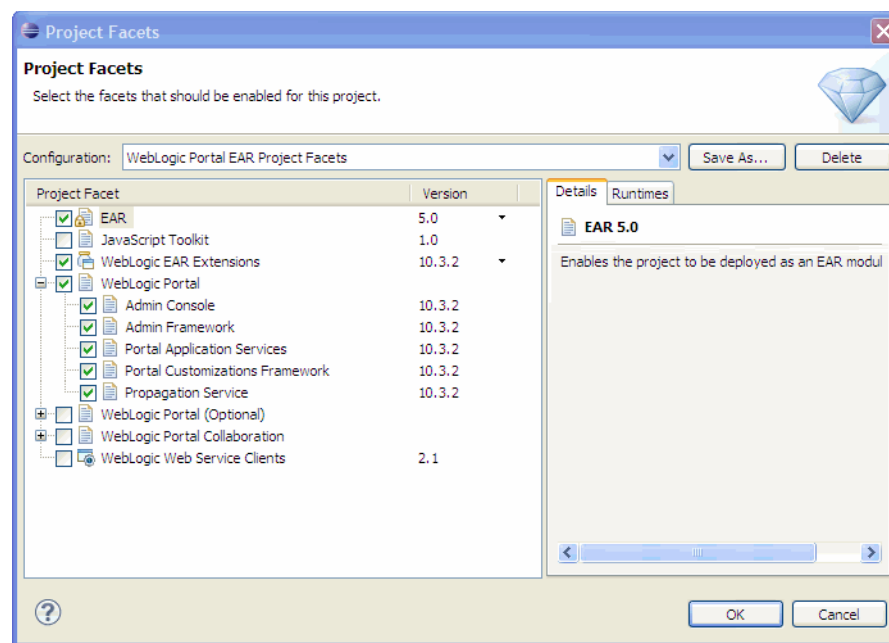 Project Facets
Project Facets
Select the facets that should be enabled for this project.
Configuration: WebLogic Portal EAR Project Facets Save As... Delete
Project Facet Version
EAR 5.0
JavaScript Toolkit 1.0
WebLogic EAR Extensions 10.3.2
WebLogic Portal
Admin Console 10.3.2
Admin Framework 10.3.2
Portal Application Services 10.3.2
Portal Customizations Framework 10.3.2
Propagation Service 10.3.2
WebLogic Portal (Optional)
WebLogic Portal Collaboration
WebLogic Web Service Clients 2.1
Details Runtimes
EAR 5.0
Enables the project to be deployed as an EAR modul
? OK Cancel